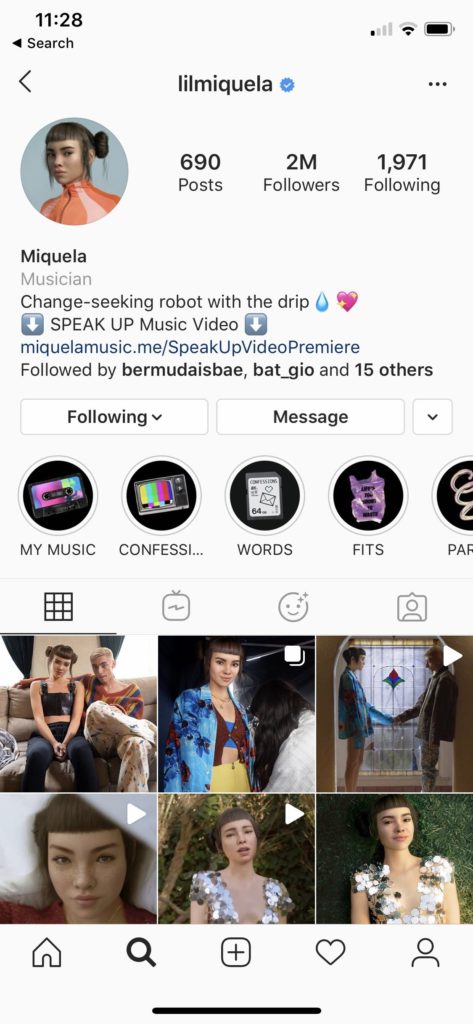 11:28
◀ Search
lilmiquela
690 2M 1,971
Posts Followers Following
Miquela
Musician
Change-seeking robot with the drip💧💖
⬇️ SPEAK UP Music Video ⬇️
miquelamusic.me/SpeakUpVideoPremiere
Followed by bermudaisbae, bat_gio and 15 others
Following Message
CONFESSIONS
64
MY MUSIC CONFESSI... WORDS FITS PAR